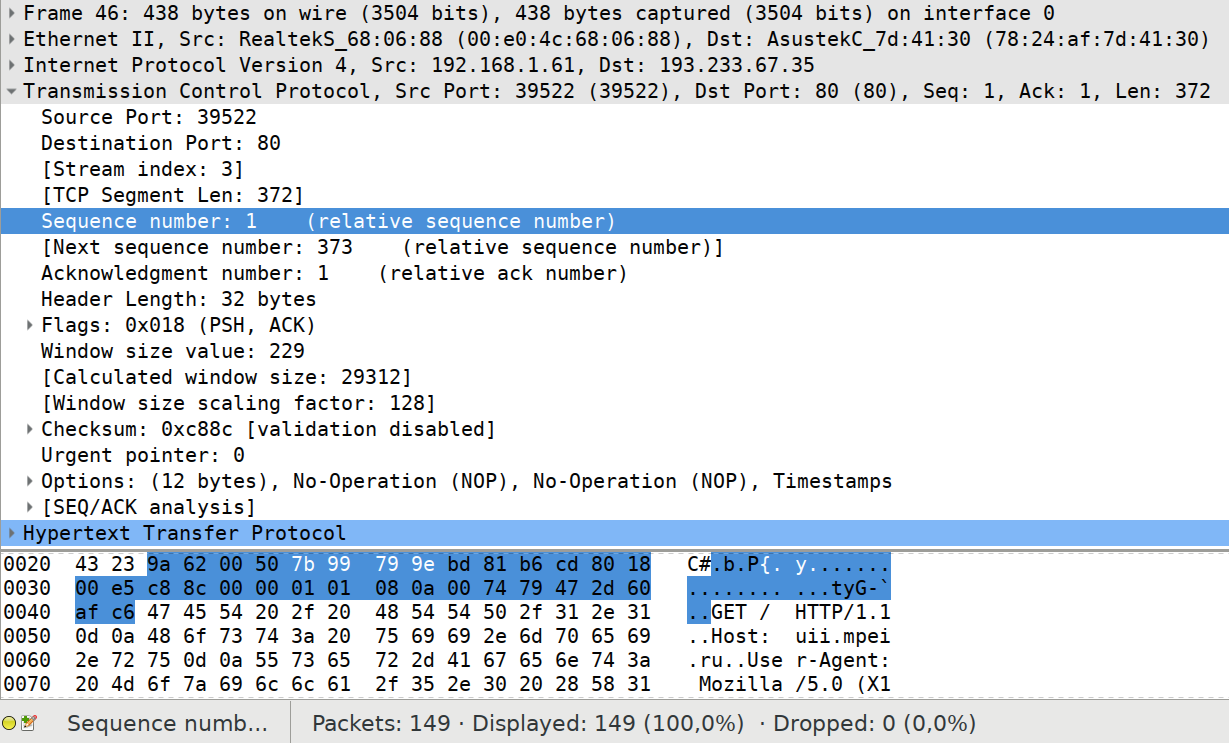 Frame 46: 438 bytes on wire (3504 bits), 438 bytes captured (3504 bits) on interface 0
Ethernet II, Src: RealtekS_68:06:88 (00:e0:4c:68:06:88), Dst: AsustekC_7d:41:30 (78:24:af:7d:41:30)
Internet Protocol Version 4, Src: 192.168.1.61, Dst: 193.233.67.35
Transmission Control Protocol, Src Port: 39522 (39522), Dst Port: 80 (80), Seq: 1, Ack: 1, Len: 372
Source Port: 39522
Destination Port: 80
[Stream index: 3]
[TCP Segment Len: 372]
Sequence number: 1    (relative sequence number)
[Next sequence number: 373    (relative sequence number)]
Acknowledgment number: 1    (relative ack number)
Header Length: 32 bytes
Flags: 0x018 (PSH, ACK)
Window size value: 229
[Calculated window size: 29312]
[Window size scaling factor: 128]
Checksum: 0xc88c [validation disabled]
Urgent pointer: 0
Options: (12 bytes), No-Operation (NOP), No-Operation (NOP), Timestamps
[SEQ/ACK analysis]
Hypertext Transfer Protocol
0020  43 23 9a 62 00 50 7b 99  79 9e bd 81 b6 cd 80 18   C#.b.P{. y.......
0030  00 e5 c8 8c 00 00 01 01  08 0a 00 74 79 47 2d 60   ........ ...tyG-`
0040  af c6 47 45 54 20 2f 20  48 54 54 50 2f 31 2e 31   ..GET /  HTTP/1.1
0050  0d 0a 48 6f 73 74 3a 20  75 69 69 2e 6d 70 65 69   ..Host:  uii.mpei
0060  2e 72 75 0d 0a 55 73 65  72 2d 41 67 65 6e 74 3a   .ru..Use r-Agent:
0070  20 4d 6f 7a 69 6c 6c 61  2f 35 2e 30 20 28 58 31    Mozilla /5.0 (X1
Sequence numb... Packets: 149 · Displayed: 149 (100,0%) · Dropped: 0 (0,0%)